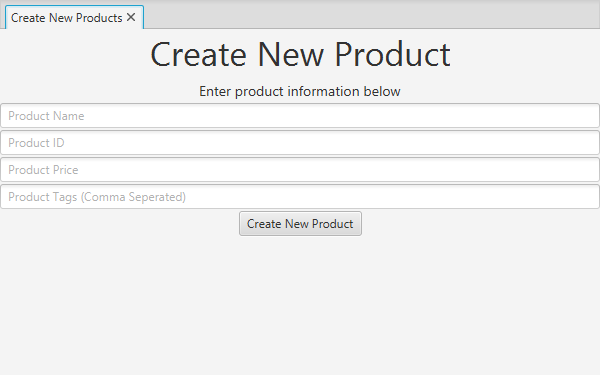 Create New Products
Create New Product
Enter product information below
Product Name
Product ID
Product Price
Product Tags (Comma Seperated)
Create New Product